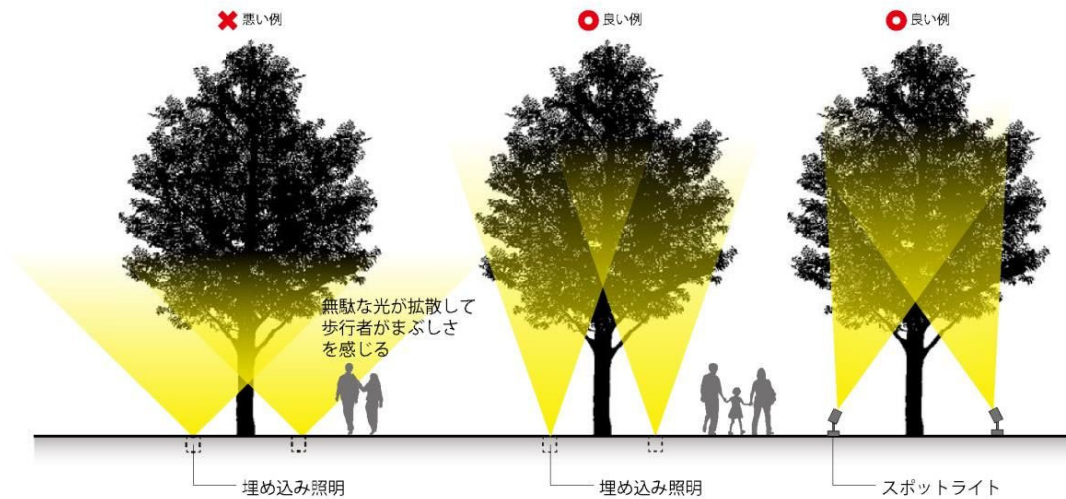 悪い例
良い例
良い例
無駄な光が拡散して
歩行者がまぶしさ
を感じる
埋め込み照明
埋め込み照明
スポットライト